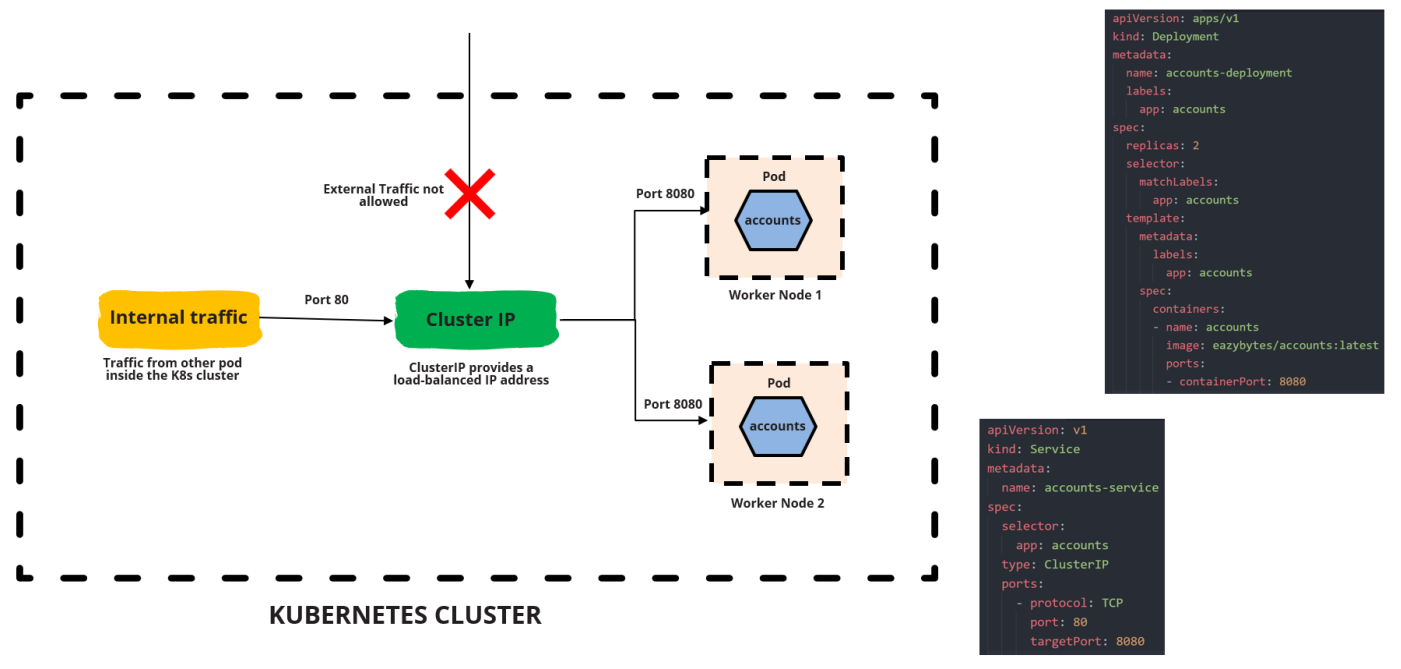 External Traffic not
allowed
Internal traffic
Traffic from other pod
inside the K8s cluster
Port 80
Cluster IP
ClusterIP provides a
load-balanced IP address
Port 8080
Pod
accounts
Worker Node 1
Port 8080
Pod
accounts
Worker Node 2
KUBERNETES CLUSTER
apiVersion: apps/v1
kind: Deployment
metadata:
  name: accounts-deployment
  labels:
    app: accounts
spec:
  replicas: 2
  selector:
    matchLabels:
      app: accounts
  template:
    metadata:
      labels:
        app: accounts
    spec:
      containers:
      - name: accounts
        image: eazybytes/accounts:latest
        ports:
        - containerPort: 8080
apiVersion: v1
kind: Service
metadata:
  name: accounts-service
spec:
  selector:
    app: accounts
  type: ClusterIP
  ports:
    - protocol: TCP
      port: 80
      targetPort: 8080